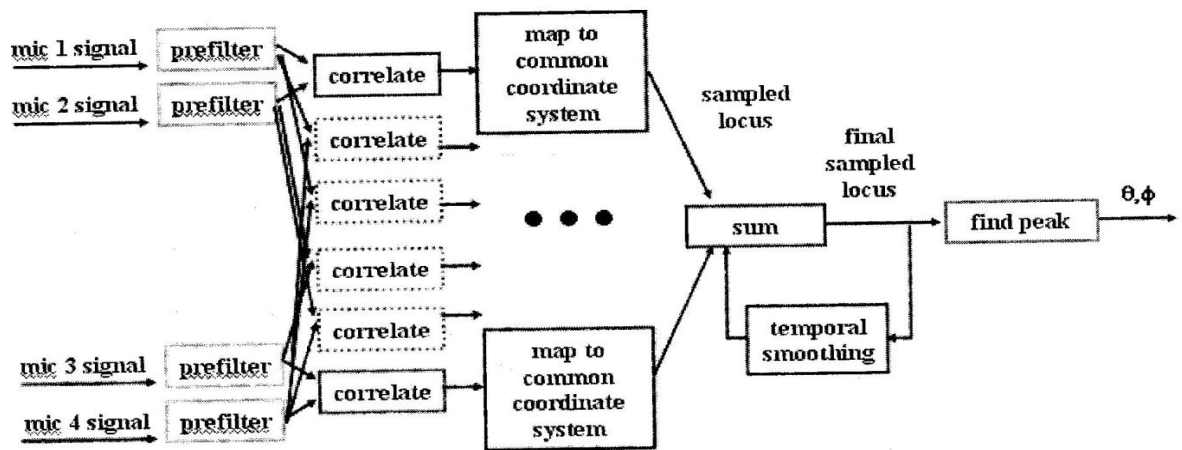 mic 1 signal
prefilter
mic 2 signal
prefilter
correlate
map to
common
coordinate
system
correlate
correlate
correlate
correlate
mic 3 signal
prefilter
mic 4 signal
prefilter
correlate
map to
common
coordinate
system
sampled
locus
sum
final
sampled
locus
temporal
smoothing
find peak
θ,ϕ